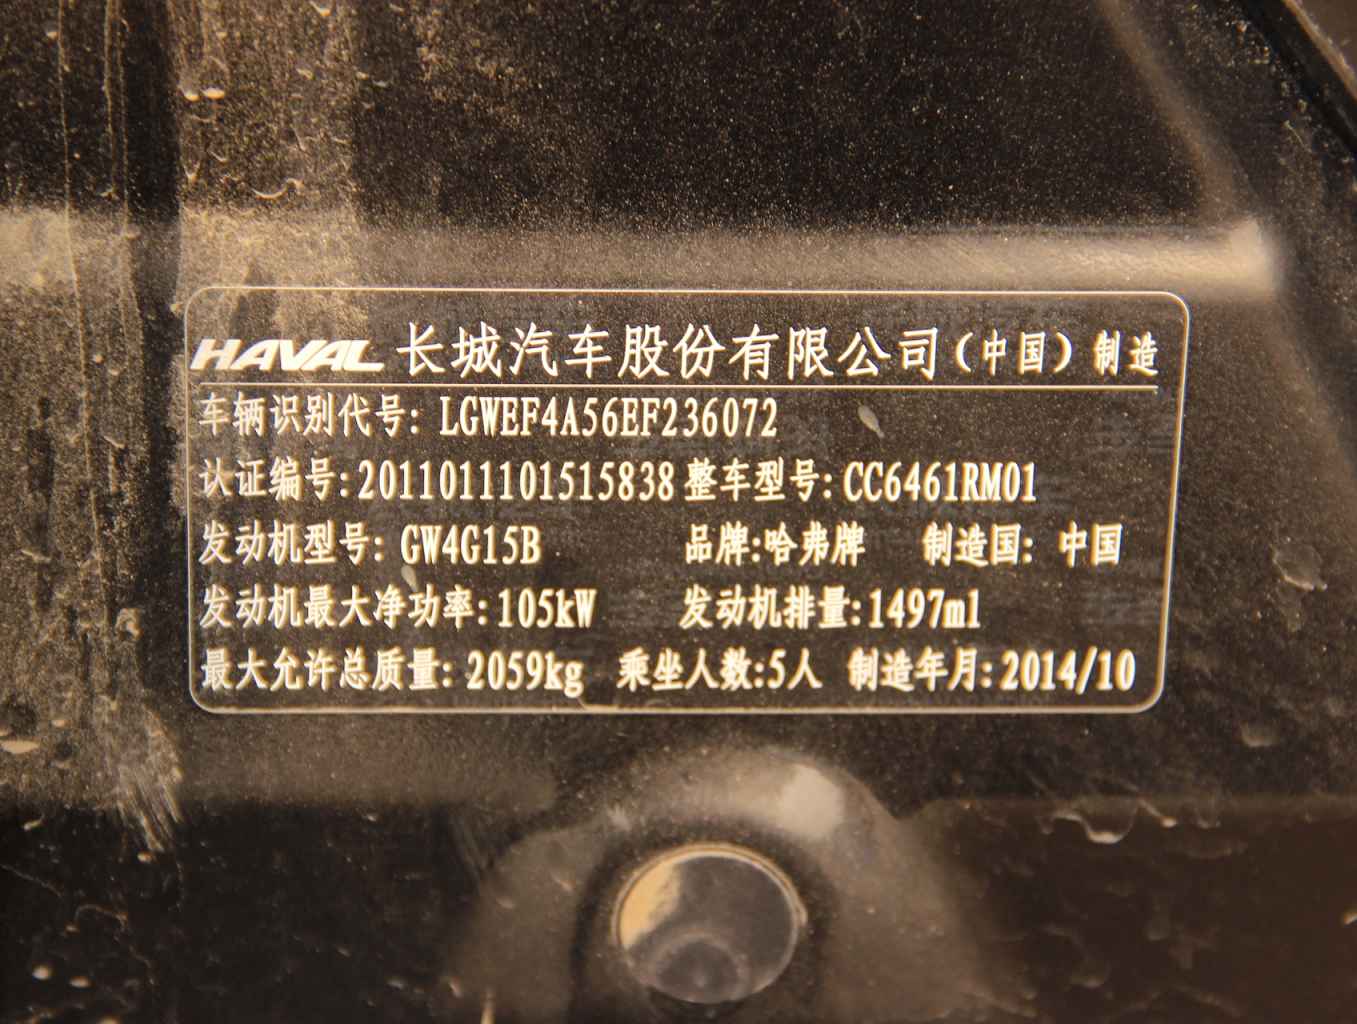 HAVAL 长城汽车股份有限公司（中国）制造
车辆识别代号: LGWEF4A56EF236072
认证编号:2011011101515838 整车型号:CC6461RM01
发动机型号: GW4G15B 品牌:哈弗牌 制造国: 中国
发动机最大净功率:105kW 发动机排量:1497ml
最大允许总质量: 2059kg 乘坐人数:5人 制造年月:2014/10